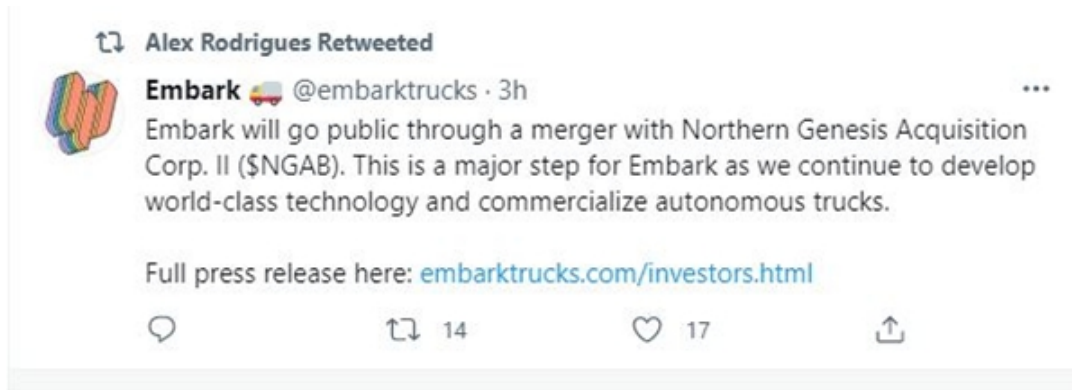 Alex Rodrigues Retweeted
Embark 🚚 @embarktrucks · 3h
Embark will go public through a merger with Northern Genesis Acquisition
Corp. II ($NGAB). This is a major step for Embark as we continue to develop
world-class technology and commercialize autonomous trucks.
Full press release here: embarktrucks.com/investors.html
14 17